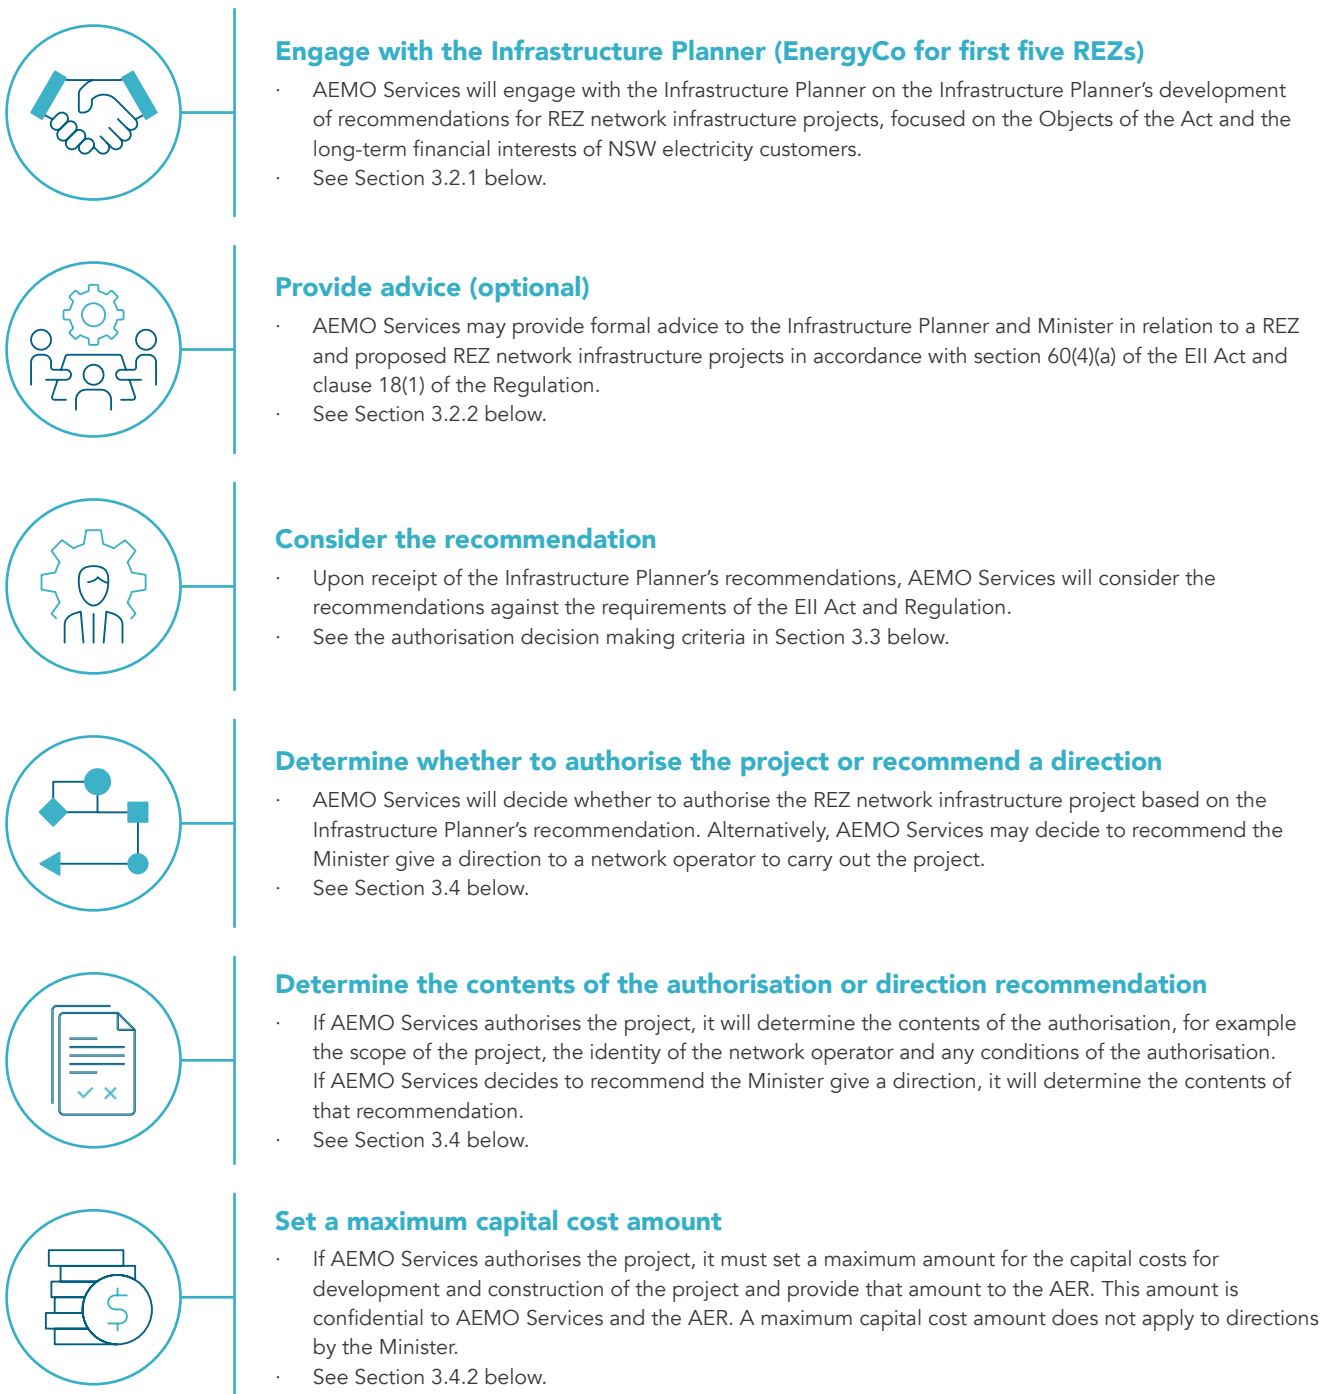 Engage with the Infrastructure Planner (EnergyCo for first five REZs)
· AEMO Services will engage with the Infrastructure Planner on the Infrastructure Planner’s development
of recommendations for REZ network infrastructure projects, focused on the Objects of the Act and the
long-term financial interests of NSW electricity customers.
· See Section 3.2.1 below.
Provide advice (optional)
· AEMO Services may provide formal advice to the Infrastructure Planner and Minister in relation to a REZ
and proposed REZ network infrastructure projects in accordance with section 60(4)(a) of the EII Act and
clause 18(1) of the Regulation.
· See Section 3.2.2 below.
Consider the recommendation
· Upon receipt of the Infrastructure Planner’s recommendations, AEMO Services will consider the
recommendations against the requirements of the EII Act and Regulation.
· See the authorisation decision making criteria in Section 3.3 below.
Determine whether to authorise the project or recommend a direction
· AEMO Services will decide whether to authorise the REZ network infrastructure project based on the
Infrastructure Planner’s recommendation. Alternatively, AEMO Services may decide to recommend the
Minister give a direction to a network operator to carry out the project.
· See Section 3.4 below.
Determine the contents of the authorisation or direction recommendation
· If AEMO Services authorises the project, it will determine the contents of the authorisation, for example
the scope of the project, the identity of the network operator and any conditions of the authorisation.
If AEMO Services decides to recommend the Minister give a direction, it will determine the contents of
that recommendation.
· See Section 3.4 below.
Set a maximum capital cost amount
· If AEMO Services authorises the project, it must set a maximum amount for the capital costs for
development and construction of the project and provide that amount to the AER. This amount is
confidential to AEMO Services and the AER. A maximum capital cost amount does not apply to directions
by the Minister.
· See Section 3.4.2 below.
$